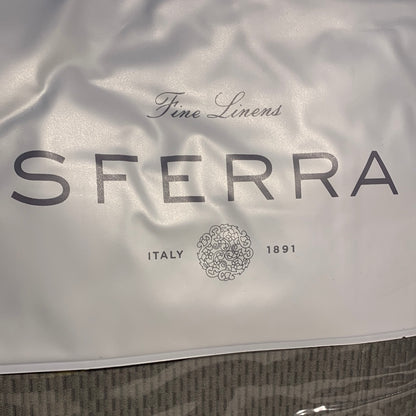 Fine Linens
SFERRA
ITALY 1891